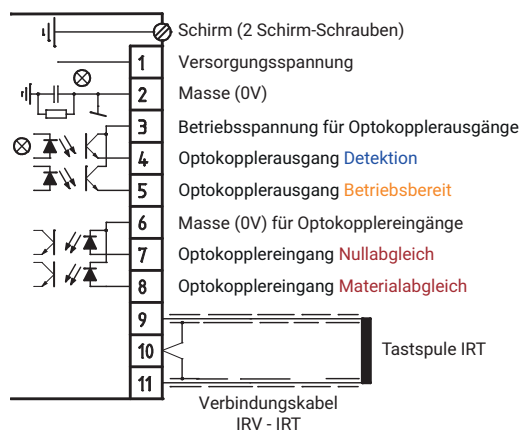 Schirm (2 Schirm-Schrauben)
1 Versorgungsspannung
2 Masse (0V)
3 Betriebsspannung für Optokopplerausgänge
4 Optokopplerausgang Detektion
5 Optokopplerausgang Betriebsbereit
6 Masse (0V) für Optokopplereingänge
7 Optokopplereingang Nullabgleich
8 Optokopplereingang Materialabgleich
9
10
Tastspule IRT
11
Verbindungskabel
IRV - IRT